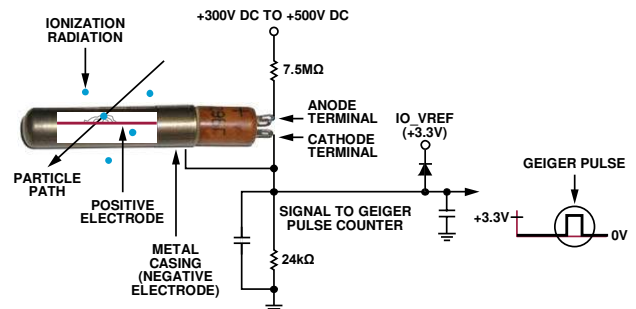 IONIZATION
RADIATION
+300V DC TO +500V DC
7.5MΩ
ANODE
TERMINAL
CATHODE
TERMINAL
IO_VREF
(+3.3V)
PARTICLE
PATH
POSITIVE
ELECTRODE
METAL
CASING
(NEGATIVE
ELECTRODE)
SIGNAL TO GEIGER
PULSE COUNTER
24kΩ
GEIGER PULSE
+3.3V
0V